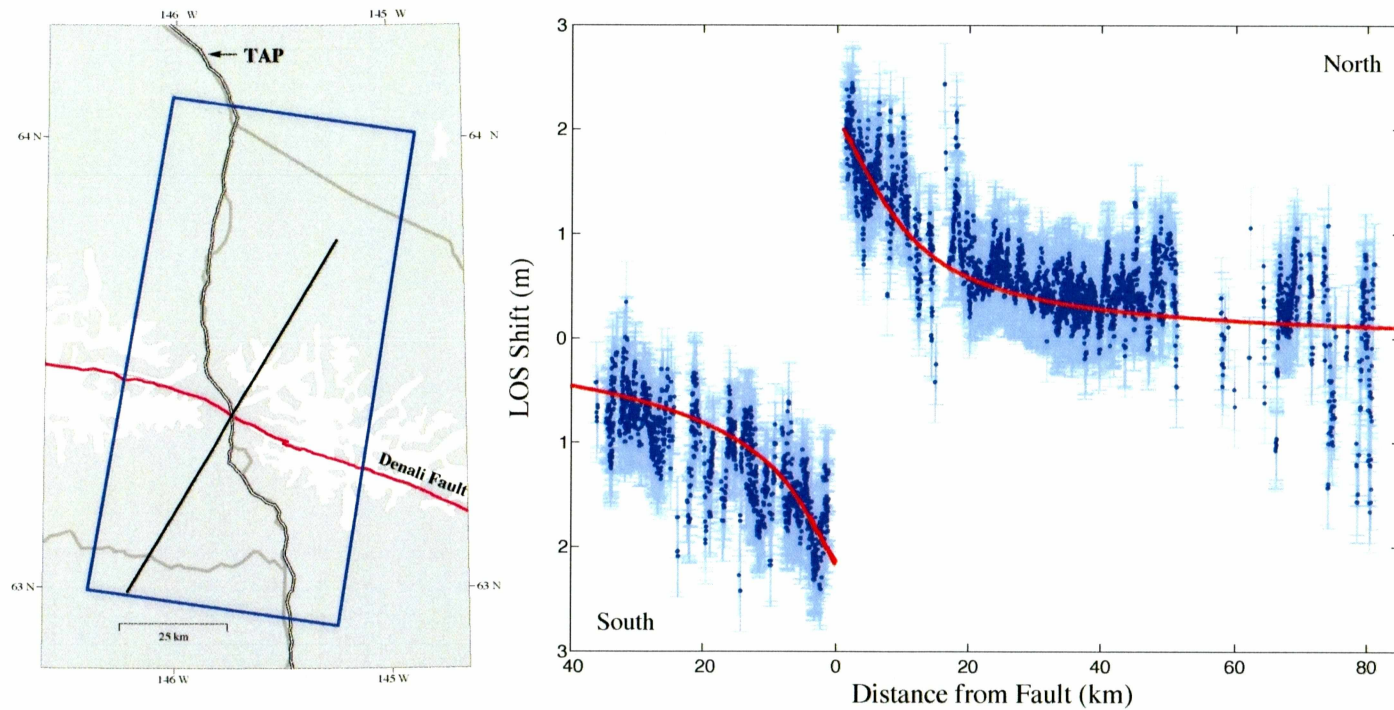 146 W
145 W
TAP
64 N
64 N
Denali Fault
63 N
63 N
25 km
146 W
145 W
3
2
1
0
1
2
3
LOS Shift (m)
North
South
40
20
0
20
40
60
80
Distance from Fault (km)